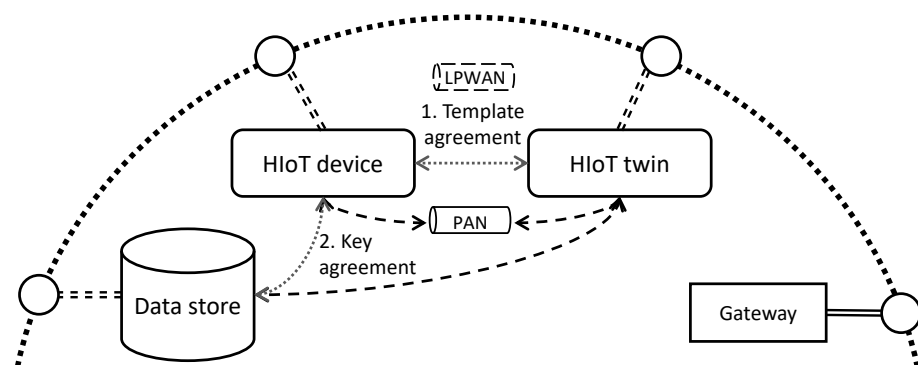 LPWAN
1. Template
agreement
HIoT device
HIoT twin
PAN
2. Key
agreement
Data store
Gateway